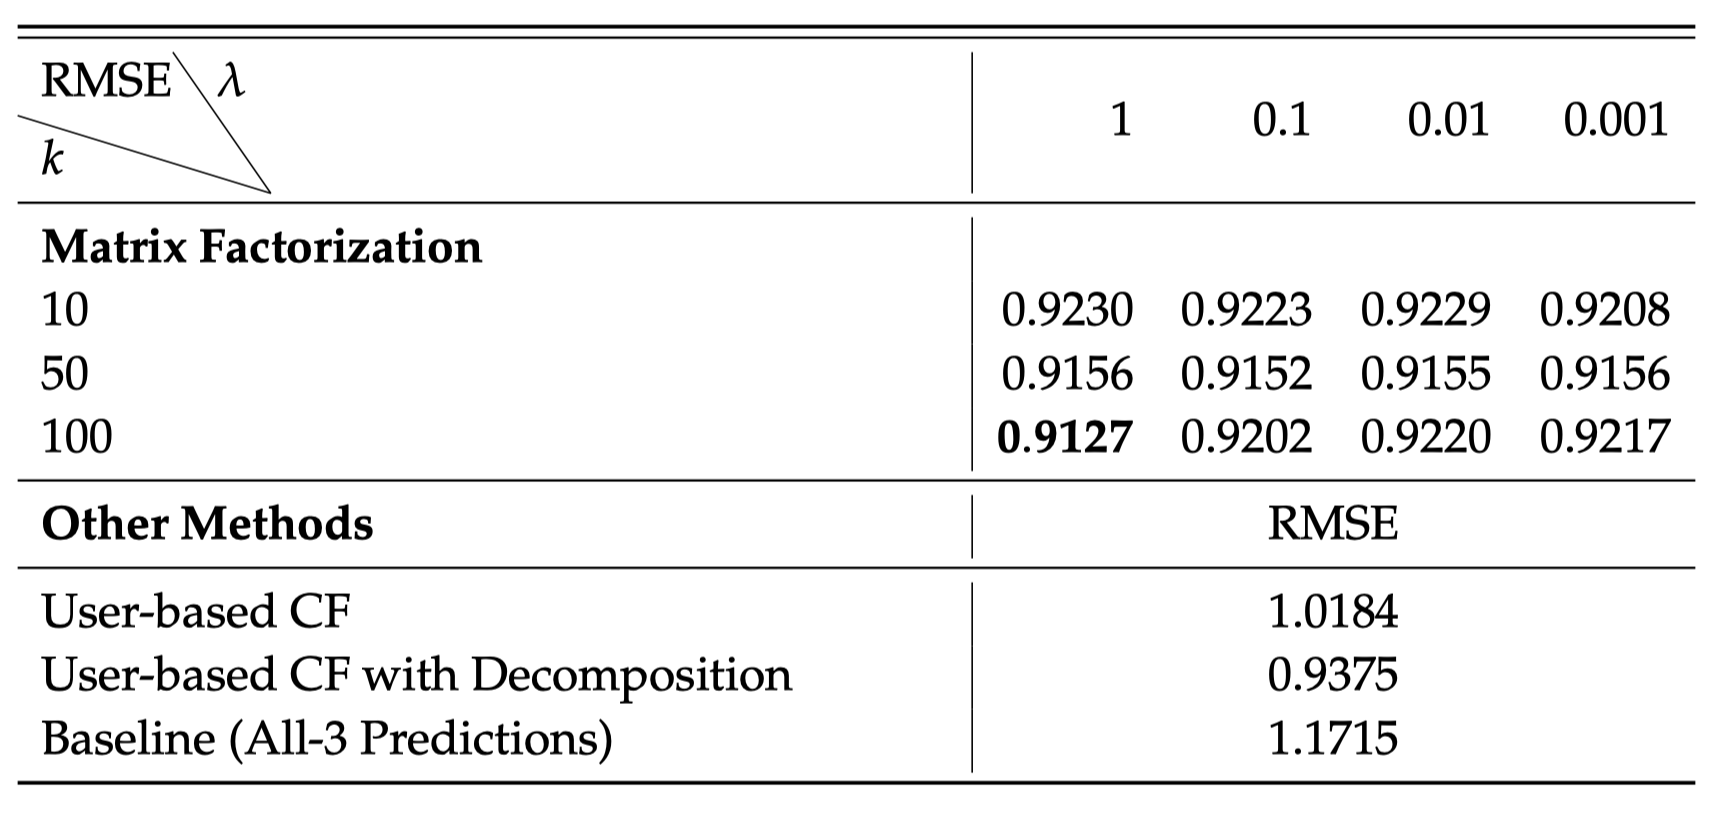 RMSE λ
k
1 0.1 0.01 0.001
Matrix Factorization
10 0.9230 0.9223 0.9229 0.9208
50 0.9156 0.9152 0.9155 0.9156
100 0.9127 0.9202 0.9220 0.9217
Other Methods RMSE
User-based CF 1.0184
User-based CF with Decomposition 0.9375
Baseline (All-3 Predictions) 1.1715